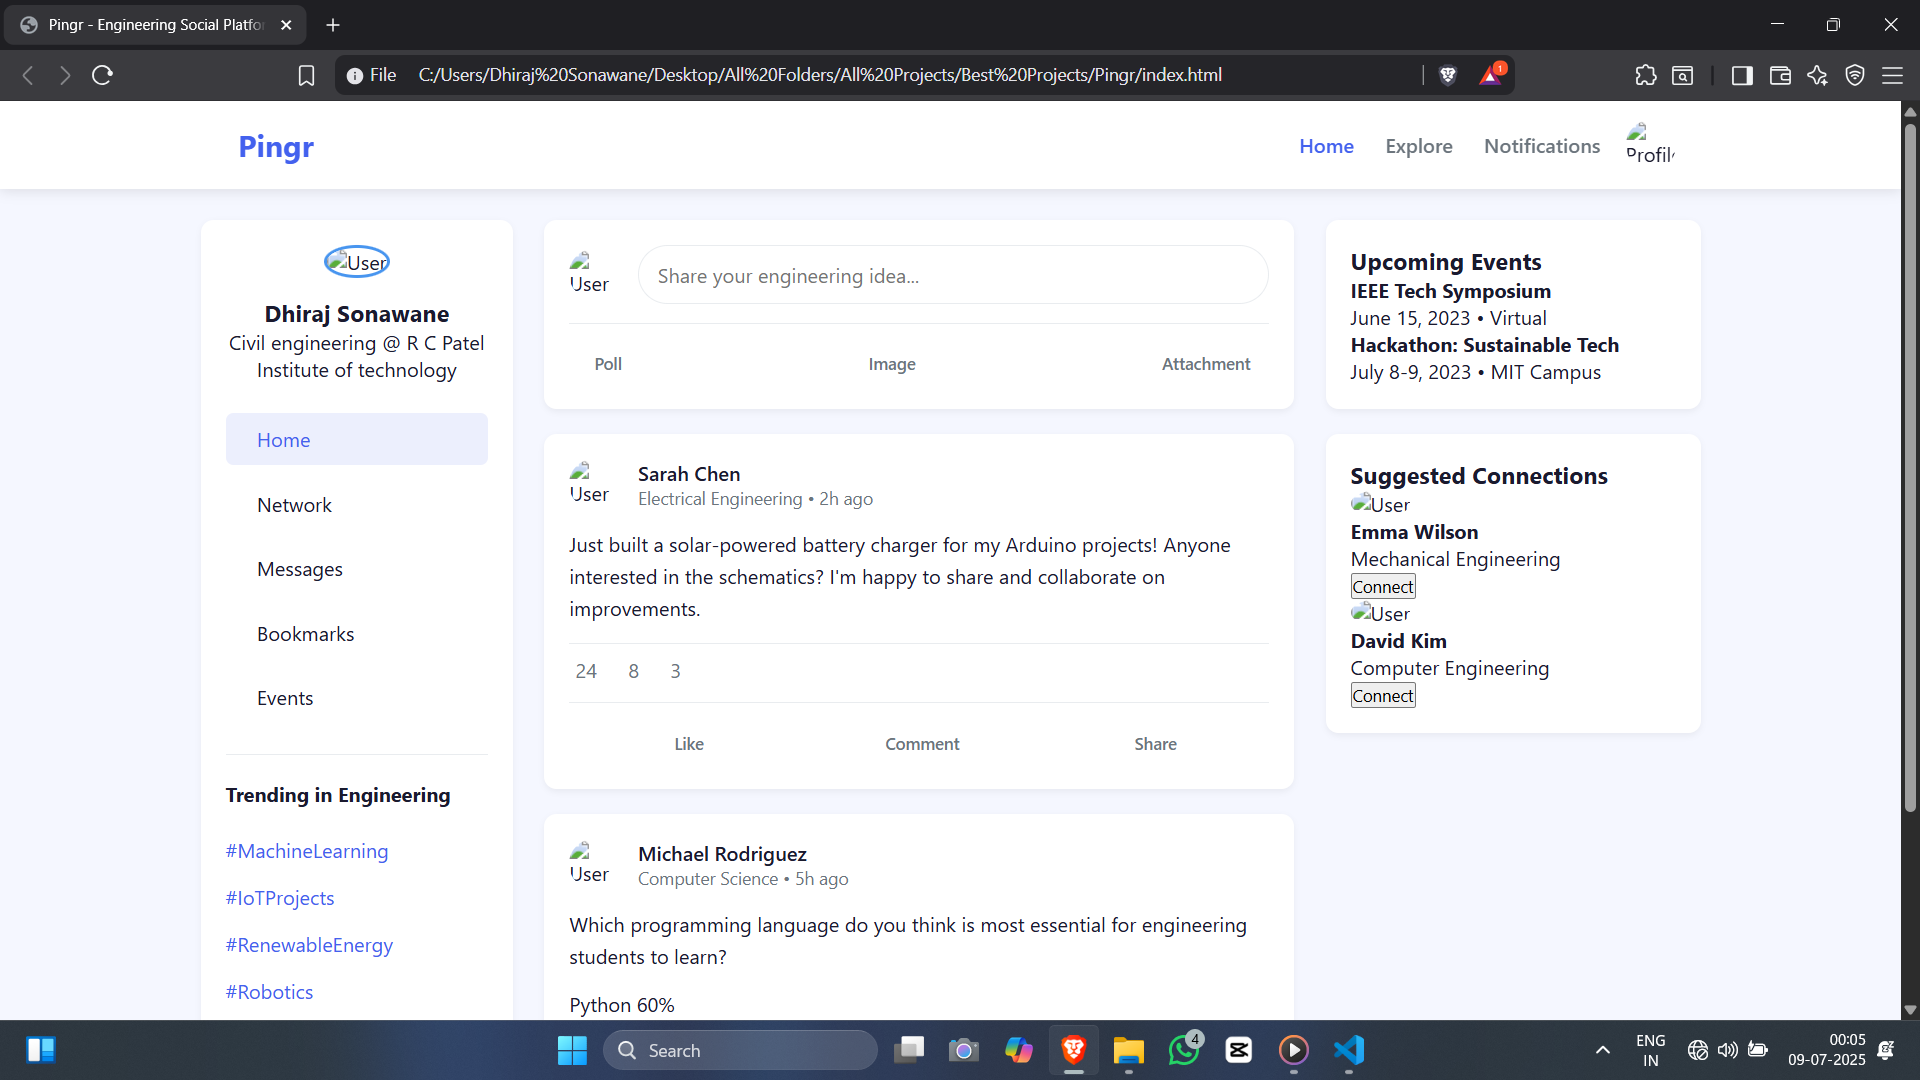 Pingr - Engineering Social Platfo
File C:/Users/Dhiraj%20Sonawane/Desktop/All%20Folders/All%20Projects/Best%20Projects/Pingr/index.html
1
Pingr
Home
Explore
Notifications
Profil
User
Dhiraj Sonawane
Civil engineering @ R C Patel
Institute of technology
Home
Network
Messages
Bookmarks
Events
Trending in Engineering
#MachineLearning
#IoTProjects
#RenewableEnergy
#Robotics
User
Share your engineering idea...
Poll
Image
Attachment
User
Sarah Chen
Electrical Engineering • 2h ago
Just built a solar-powered battery charger for my Arduino projects! Anyone
interested in the schematics? I'm happy to share and collaborate on
improvements.
24 8 3
Like
Comment
Share
User
Michael Rodriguez
Computer Science • 5h ago
Which programming language do you think is most essential for engineering
students to learn?
Python 60%
Upcoming Events
IEEE Tech Symposium
June 15, 2023 • Virtual
Hackathon: Sustainable Tech
July 8-9, 2023 • MIT Campus
Suggested Connections
User
Emma Wilson
Mechanical Engineering
Connect
User
David Kim
Computer Engineering
Connect
Search
4
ENG
IN
00:05
09-07-2025